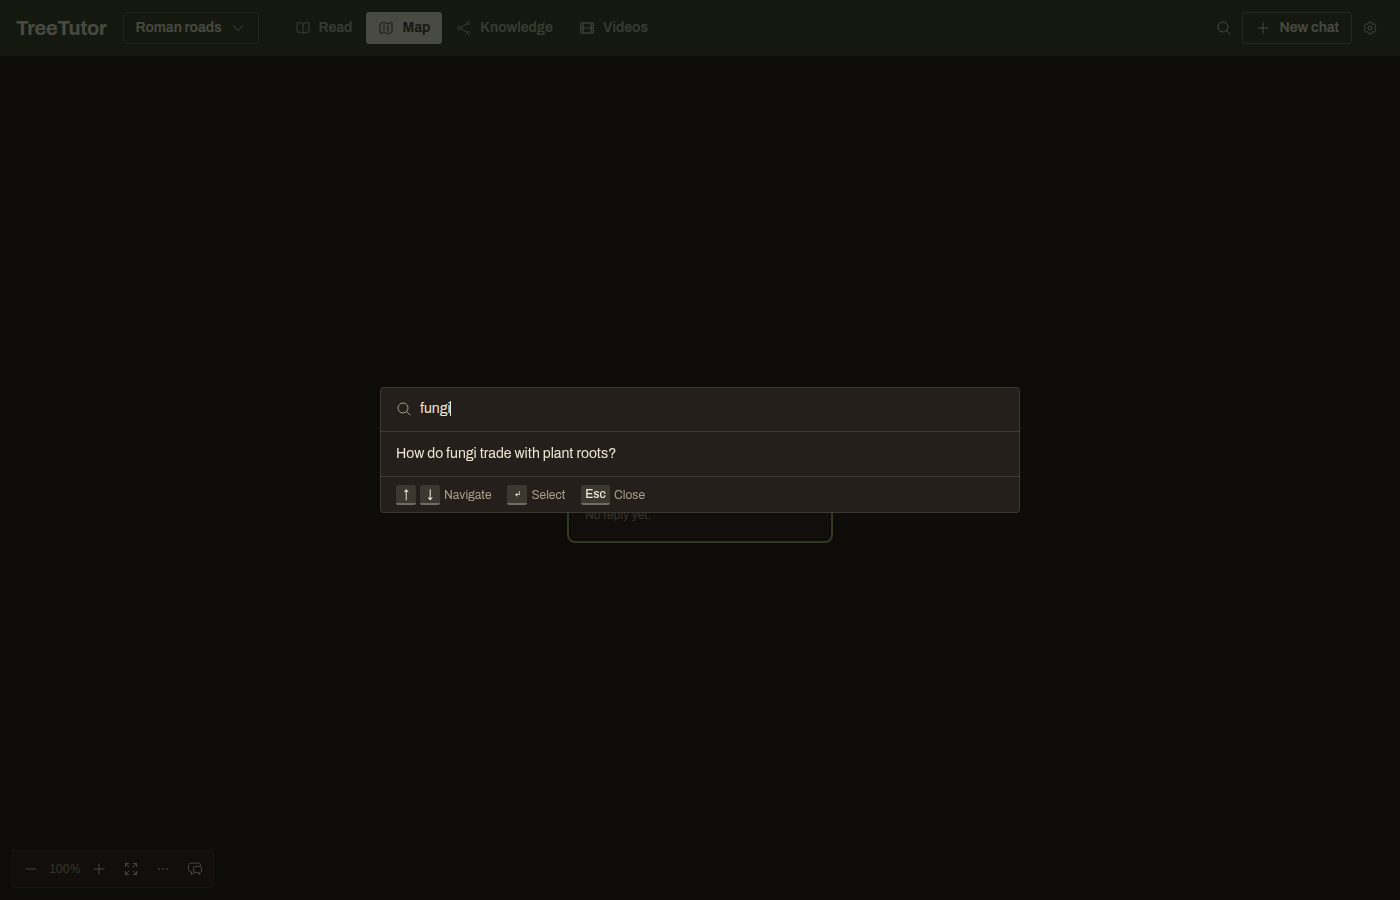 TreeTutor
Roman roads
Read
Map
Knowledge
Videos
New chat
fungi
How do fungi trade with plant roots?
↑ ↓ Navigate
↵ Select
Esc Close
No reply yet.
100%